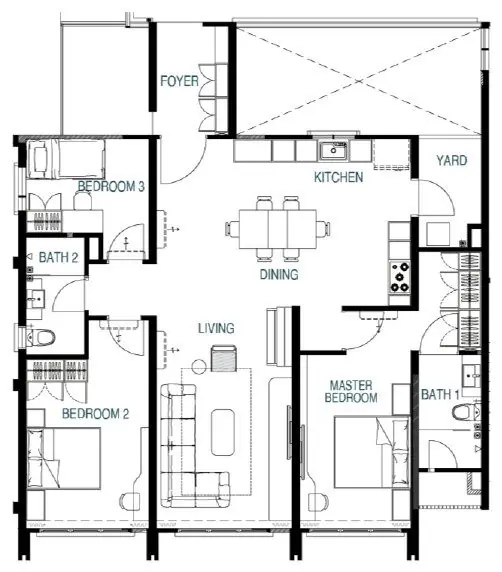 FOYER
BEDROOM 3
KITCHEN
YARD
BATH 2
DINING
LIVING
MASTER
BEDROOM
BATH 1
BEDROOM 2